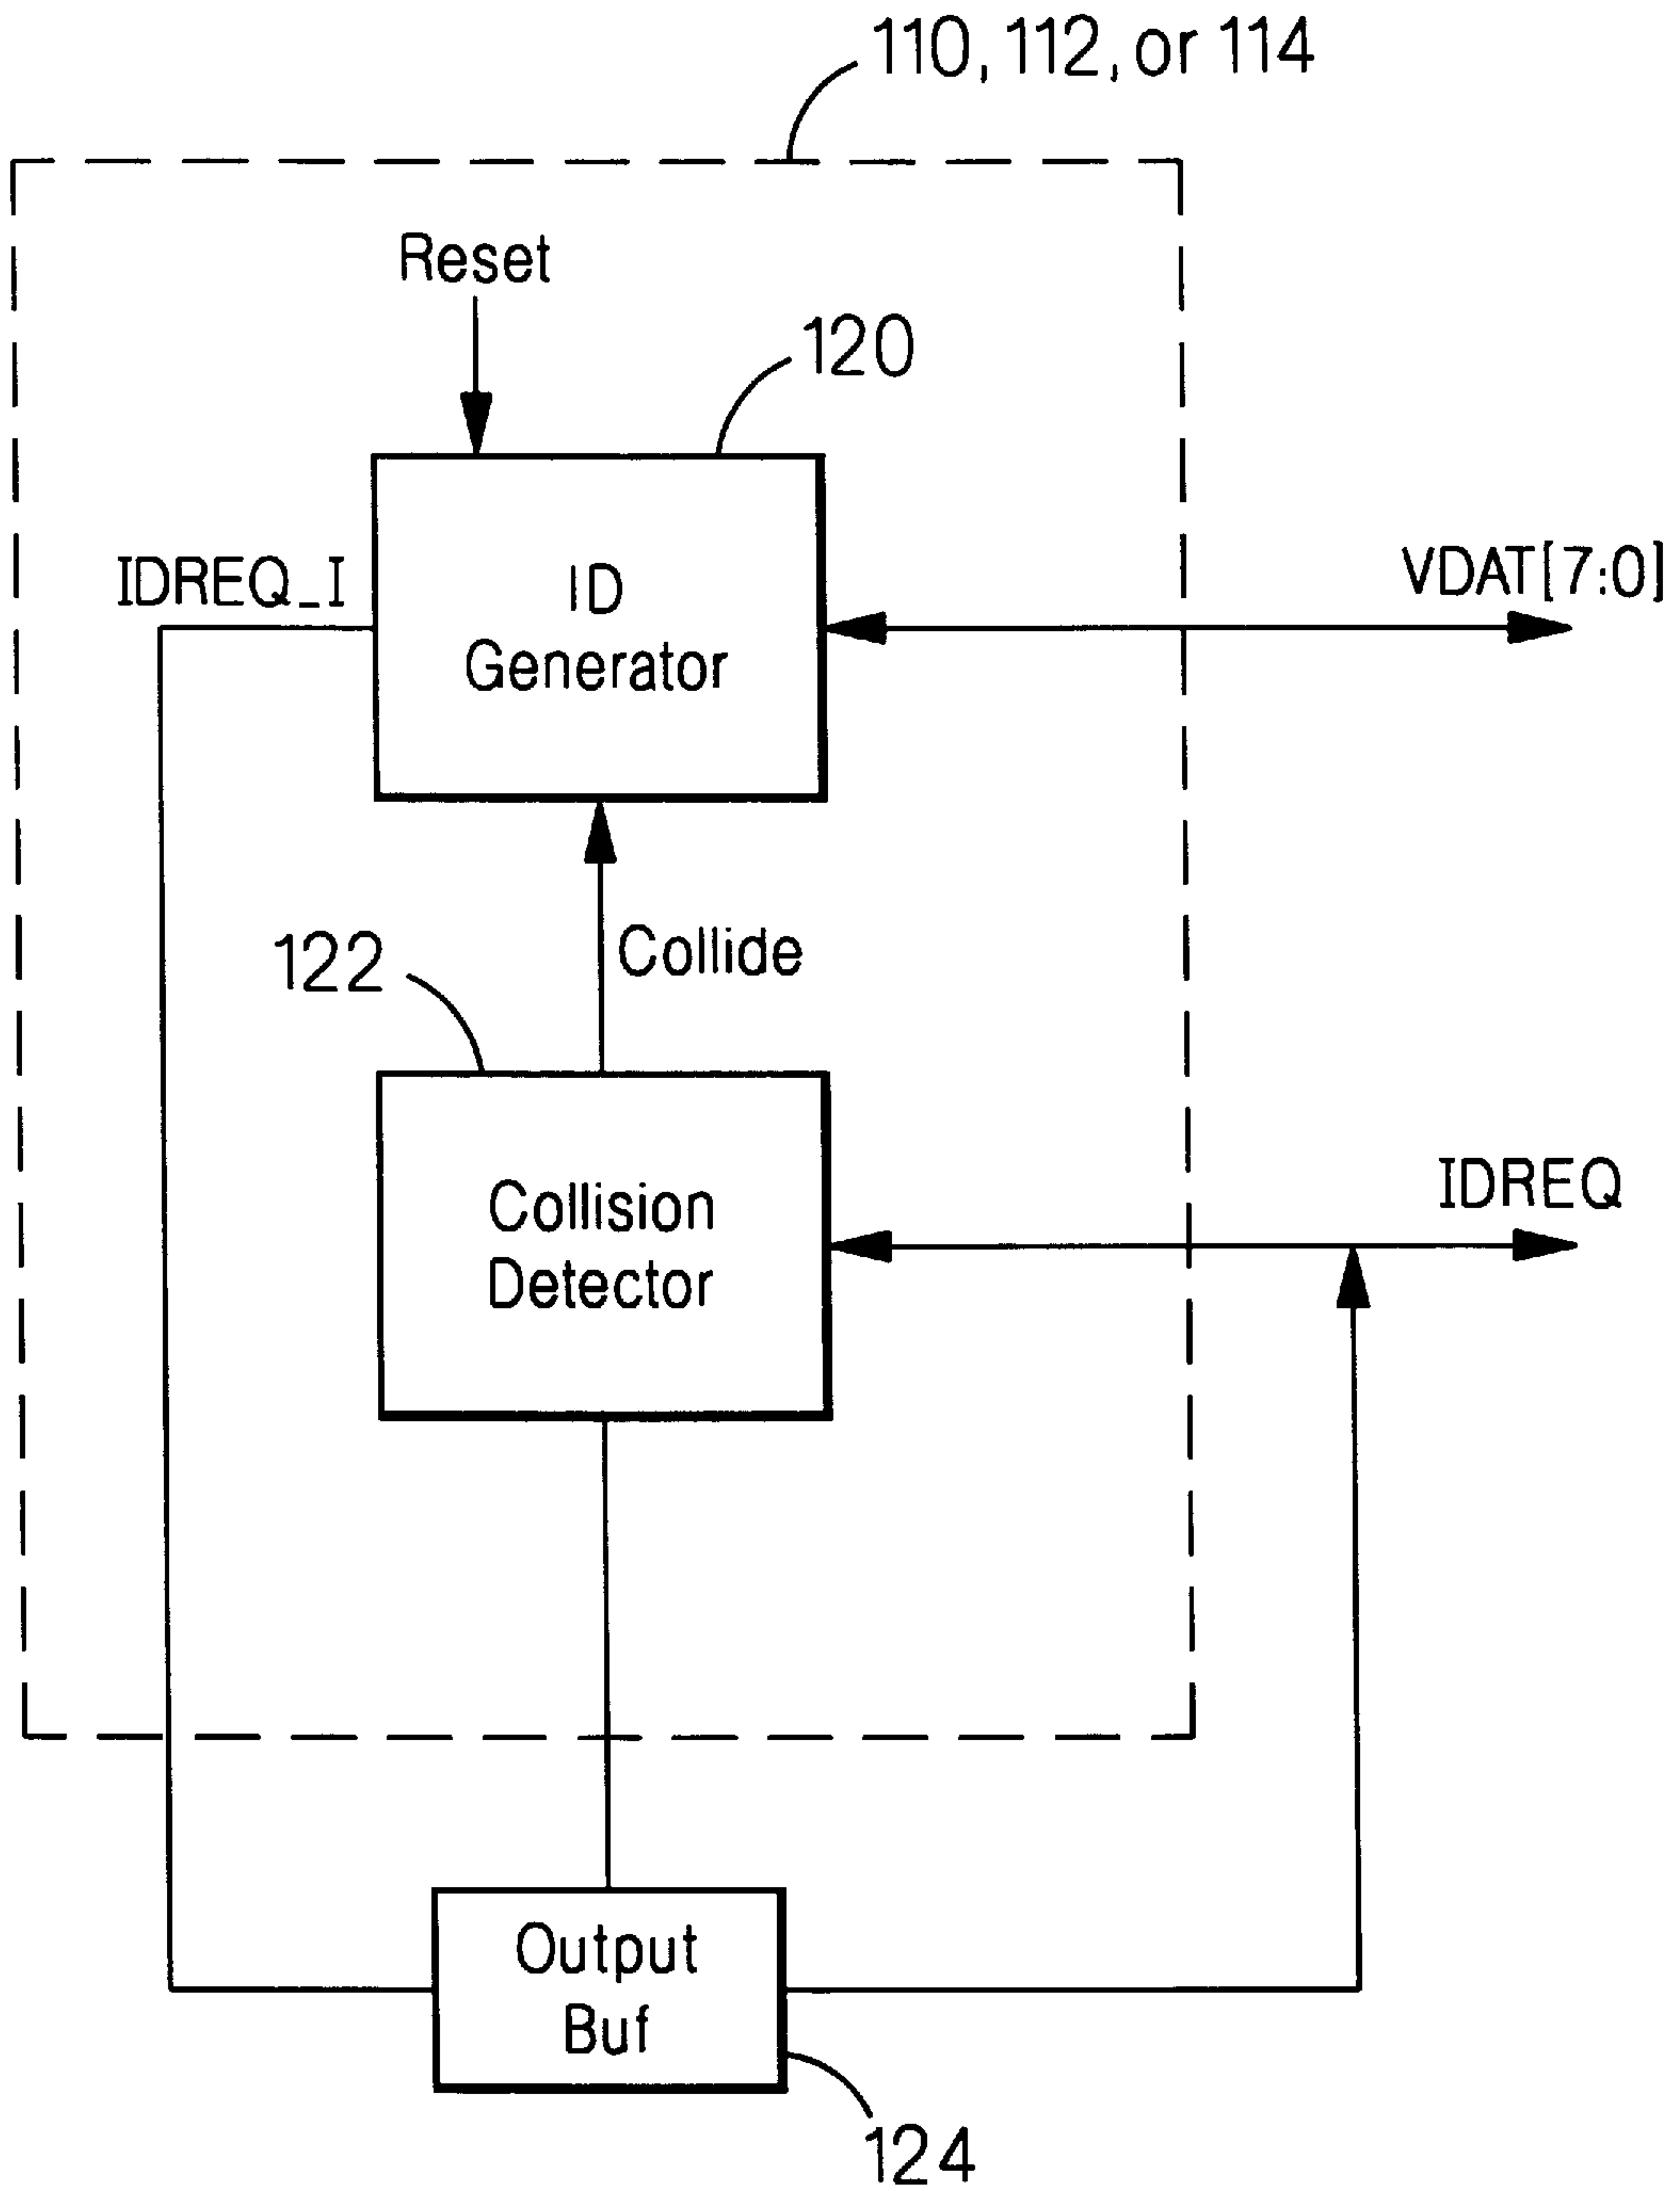 110, 112, or 114
Reset
120
IDREQ_I
ID
Generator
VDAT[7:0]
122
Collide
Collision
Detector
IDREQ
Output
Buf
124